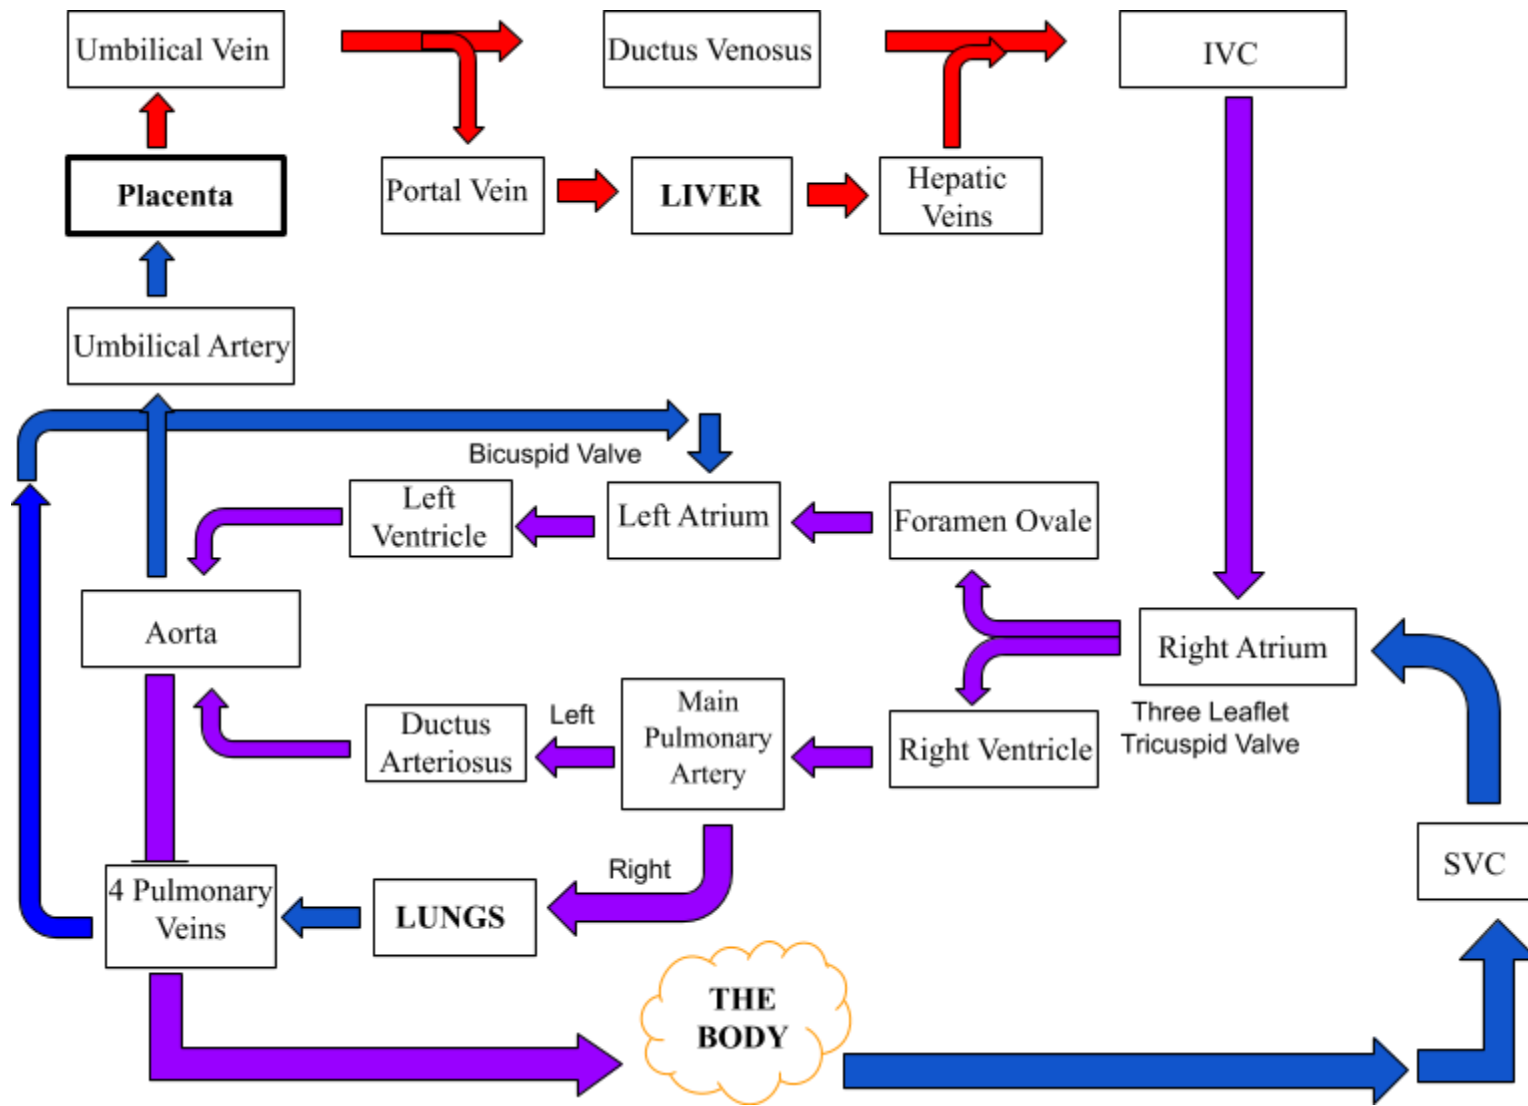 Umbilical Vein
Ductus Venosus
IVC
Placenta
Portal Vein
LIVER
Hepatic
Veins
Umbilical Artery
Bicuspid Valve
Left
Ventricle
Left Atrium
Foramen Ovale
Aorta
Right Atrium
Three Leaflet
Tricuspid Valve
Ductus
Arteriosus
Left
Main
Pulmonary
Artery
Right Ventricle
SVC
4 Pulmonary
Veins
LUNGS
Right
THE
BODY